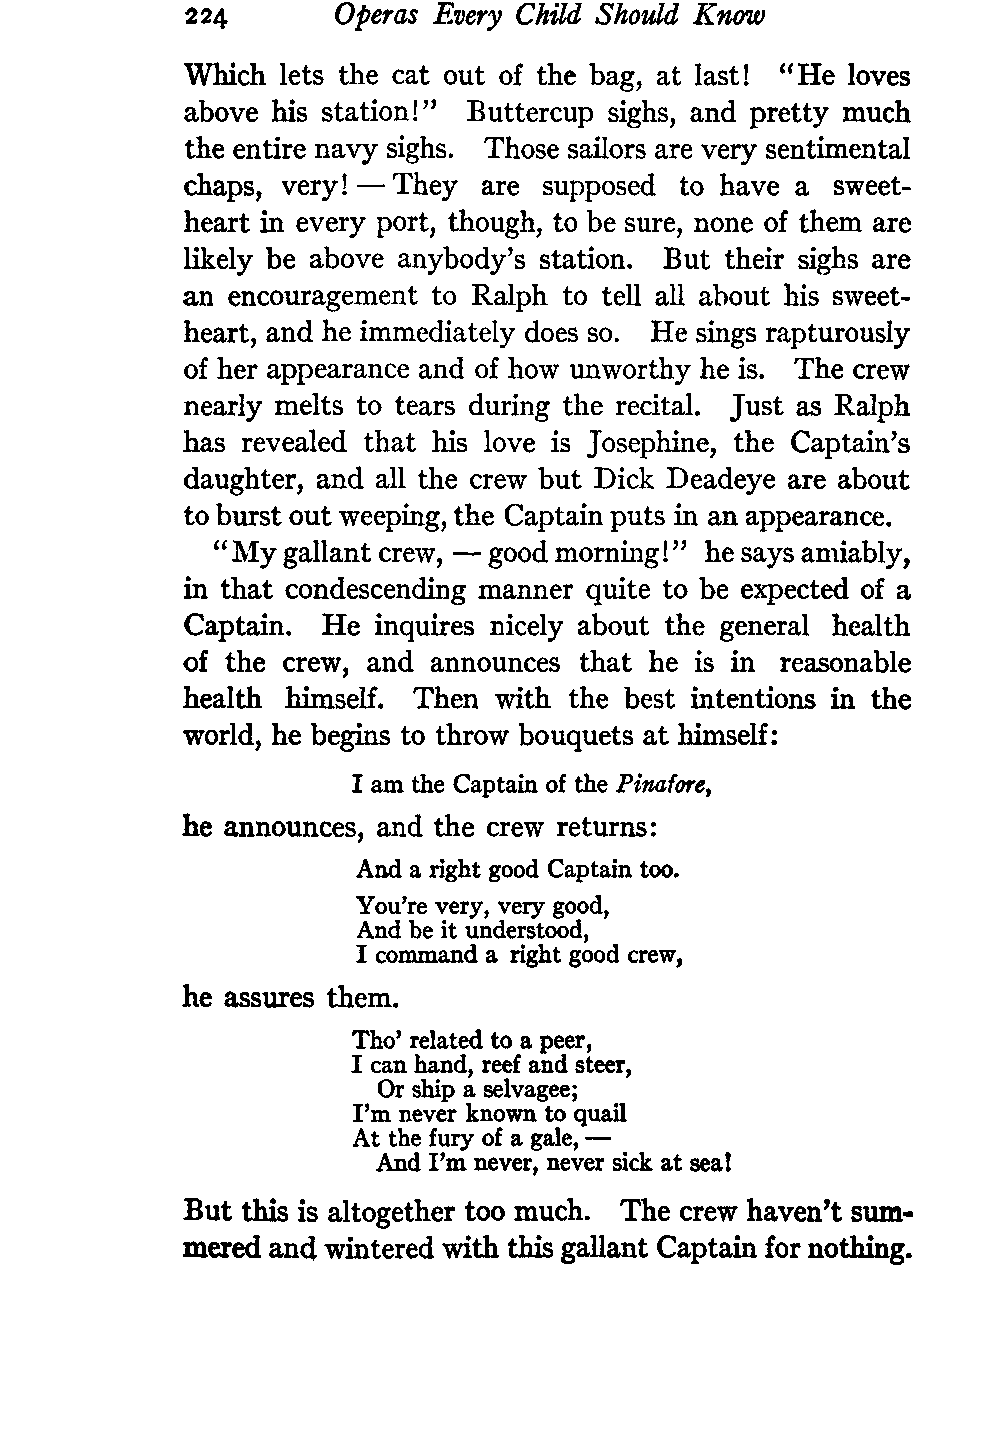 224 Operas Every Child Should Know
Which lets the cat out of the bag, at last! “He loves
above his station!” Buttercup sighs, and pretty much
the entire navy sighs. Those sailors are very sentimental
chaps, very! — They are supposed to have a sweet-
heart in every port, though, to be sure, none of them are
likely be above anybody’s station. But their sighs are
an encouragement to Ralph to tell all about his sweet-
heart, and he immediately does so. He sings rapturously
of her appearance and of how unworthy he is. The crew
nearly melts to tears during the recital. Just as Ralph
has revealed that his love is Josephine, the Captain’s
daughter, and all the crew but Dick Deadeye are about
to burst out weeping, the Captain puts in an appearance.
“My gallant crew, — good morning!” he says amiably,
in that condescending manner quite to be expected of a
Captain. He inquires nicely about the general health
of the crew, and announces that he is in reasonable
health himself. Then with the best intentions in the
world, he begins to throw bouquets at himself:
I am the Captain of the Pinafore,
he announces, and the crew returns:
And a right good Captain too.
You’re very, very good,
And be it understood,
I command a right good crew,
he assures them.
Tho’ related to a peer,
I can hand, reef and steer,
Or ship a selvagee;
I’m never known to quail
At the fury of a gale, —
And I’m never, never sick at sea!
But this is altogether too much. The crew haven’t sum-
mered and wintered with this gallant Captain for nothing.